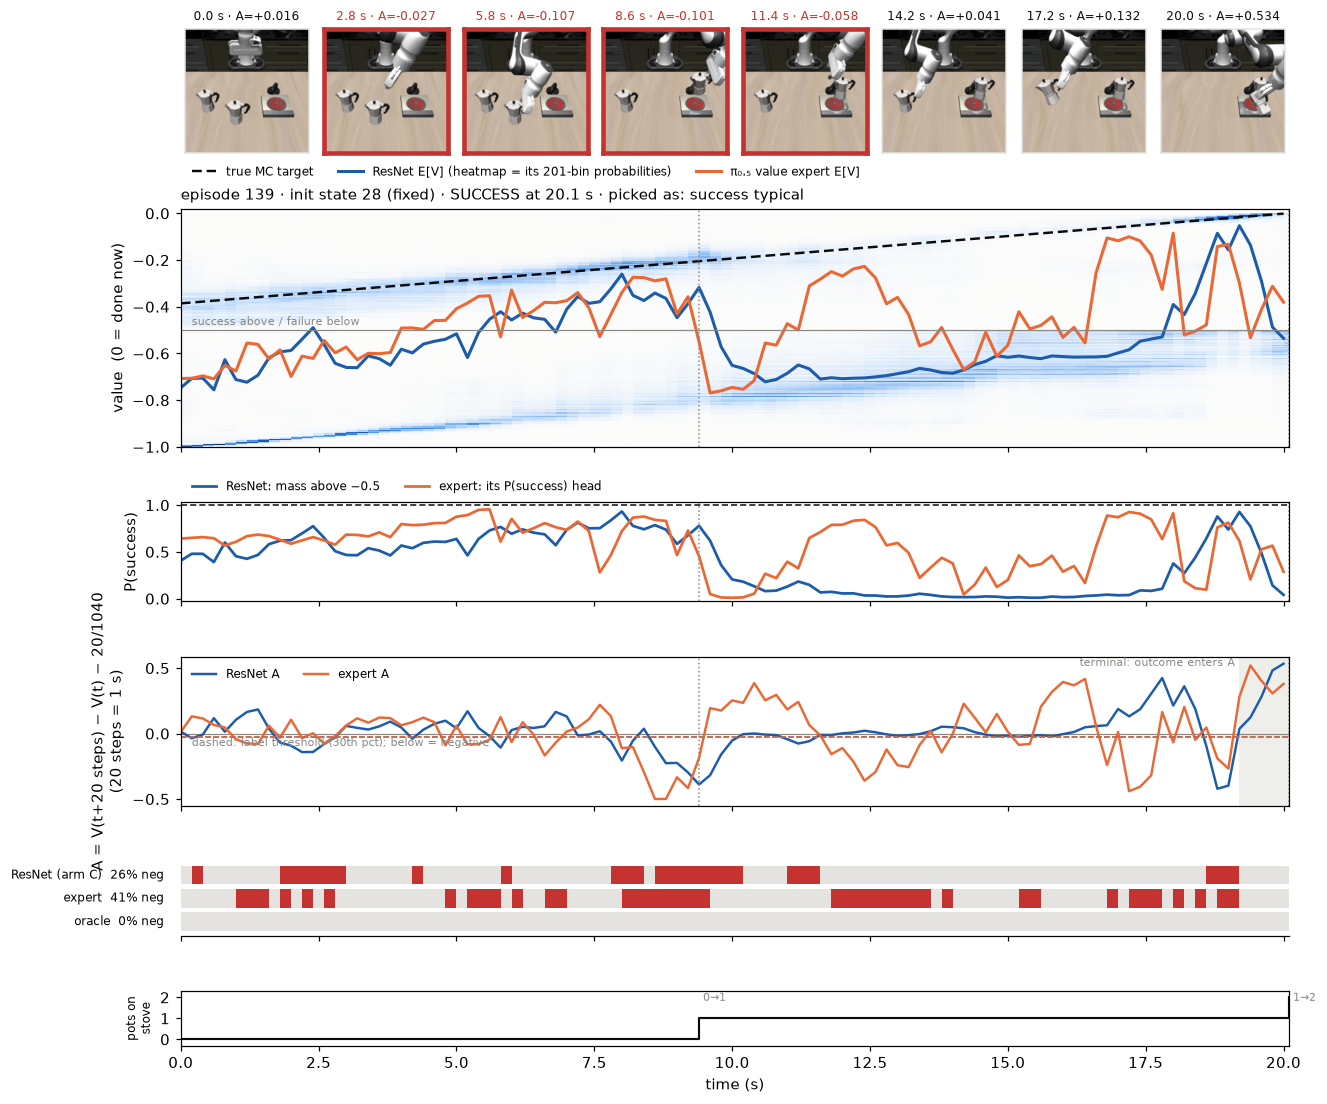 0.0 s · A=+0.016
2.8 s · A=-0.027
5.8 s · A=-0.107
8.6 s · A=-0.101
11.4 s · A=-0.058
14.2 s · A=+0.041
17.2 s · A=+0.132
20.0 s · A=+0.534
true MC target
ResNet E[V] (heatmap = its 201-bin probabilities)
π₀.₅ value expert E[V]
episode 139 · init state 28 (fixed) · SUCCESS at 20.1 s · picked as: success typical
value (0 = done now)
0.0
−0.2
−0.4
−0.6
−0.8
−1.0
success above / failure below
ResNet: mass above −0.5
expert: its P(success) head
P(success)
1.0
0.5
0.0
A = V(t+20 steps) − V(t) − 20/1040
(20 steps = 1 s)
0.5
0.0
−0.5
ResNet A
expert A
terminal: outcome enters A
dashed: label threshold (30th pct); below = negative
ResNet (arm C) 26% neg
expert 41% neg
oracle 0% neg
pots on
stove
2
1
0
0→1
1→2
0.0
2.5
5.0
7.5
10.0
12.5
15.0
17.5
20.0
time (s)